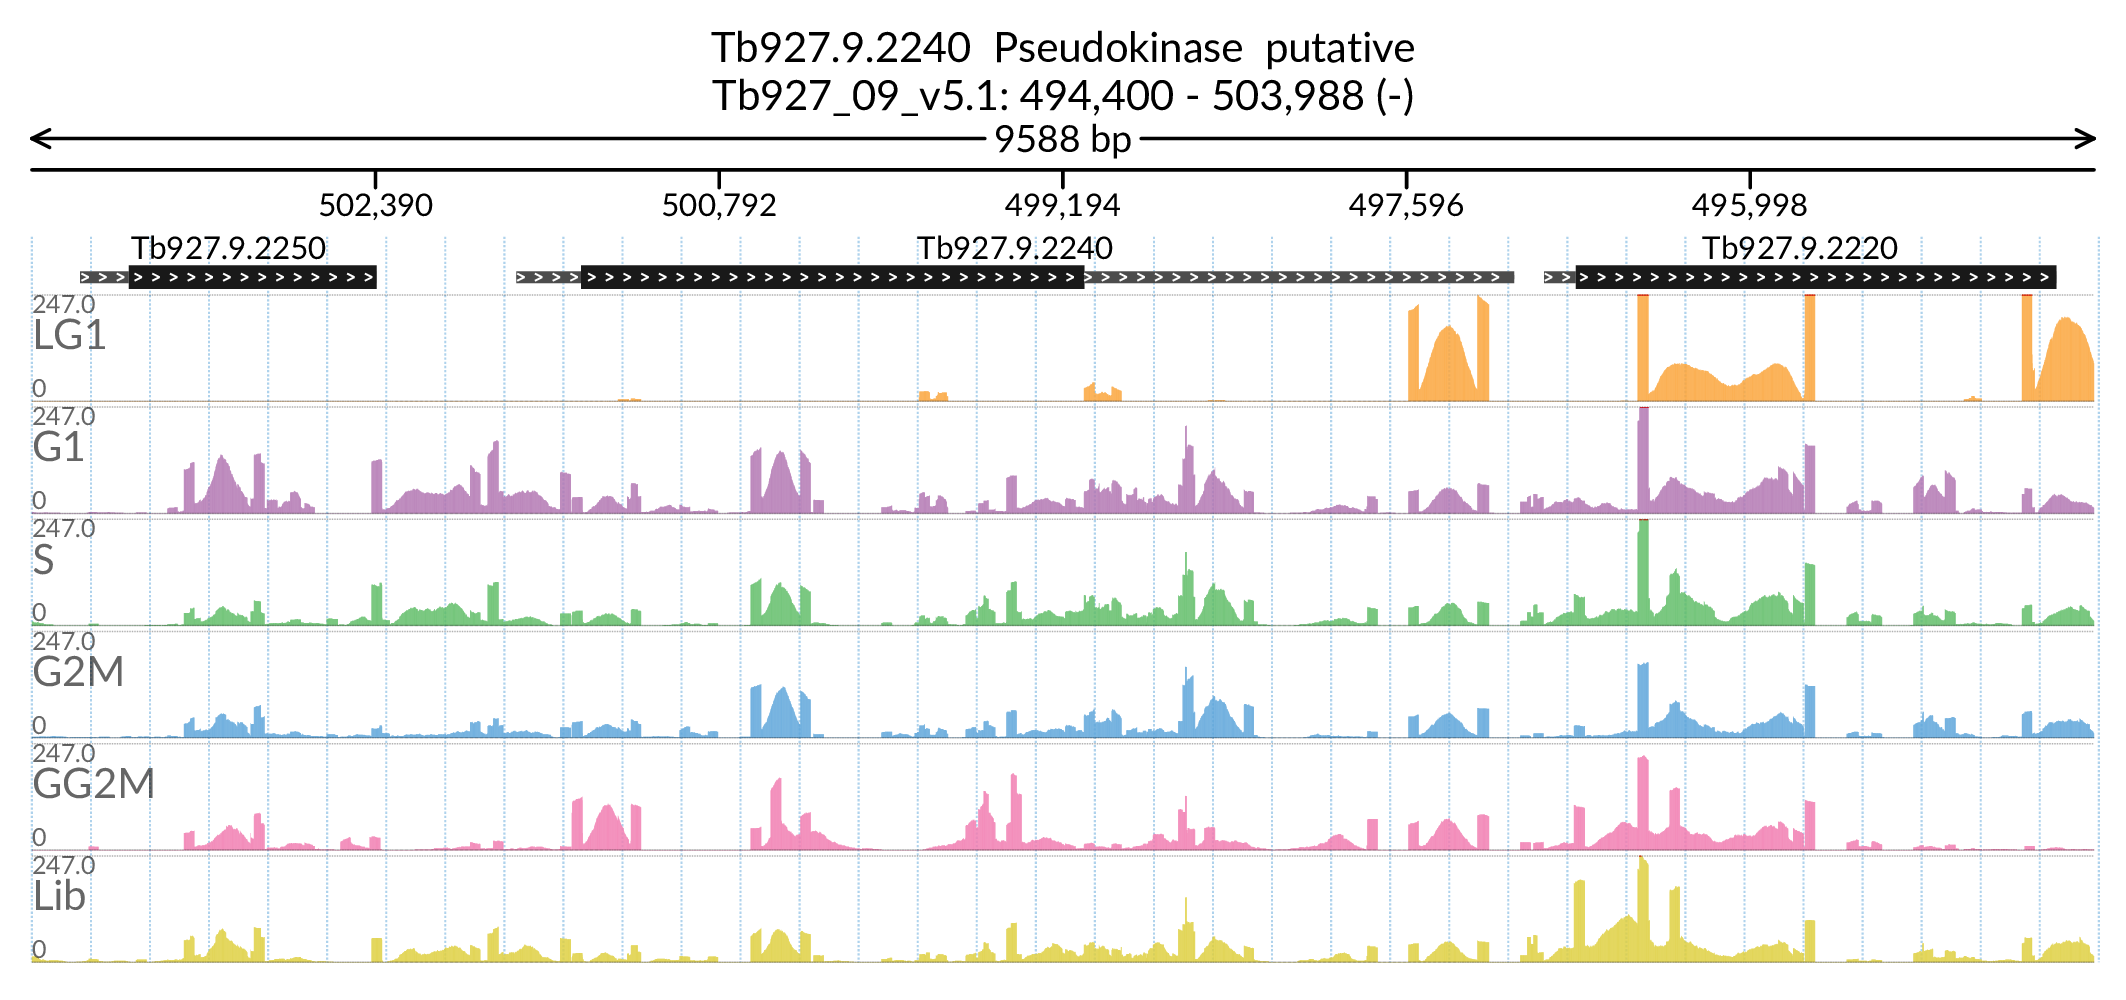 Tb927.9.2240 Pseudokinase putative
Tb927_09_v5.1: 494,400 - 503,988 (-)
9588 bp
502,390 500,792 499,194 497,596 495,998
Tb927.9.2250 Tb927.9.2240 Tb927.9.2220
247.0
LG1
0
247.0
G1
0
247.0
S
0
247.0
G2M
0
247.0
GG2M
0
247.0
Lib
0